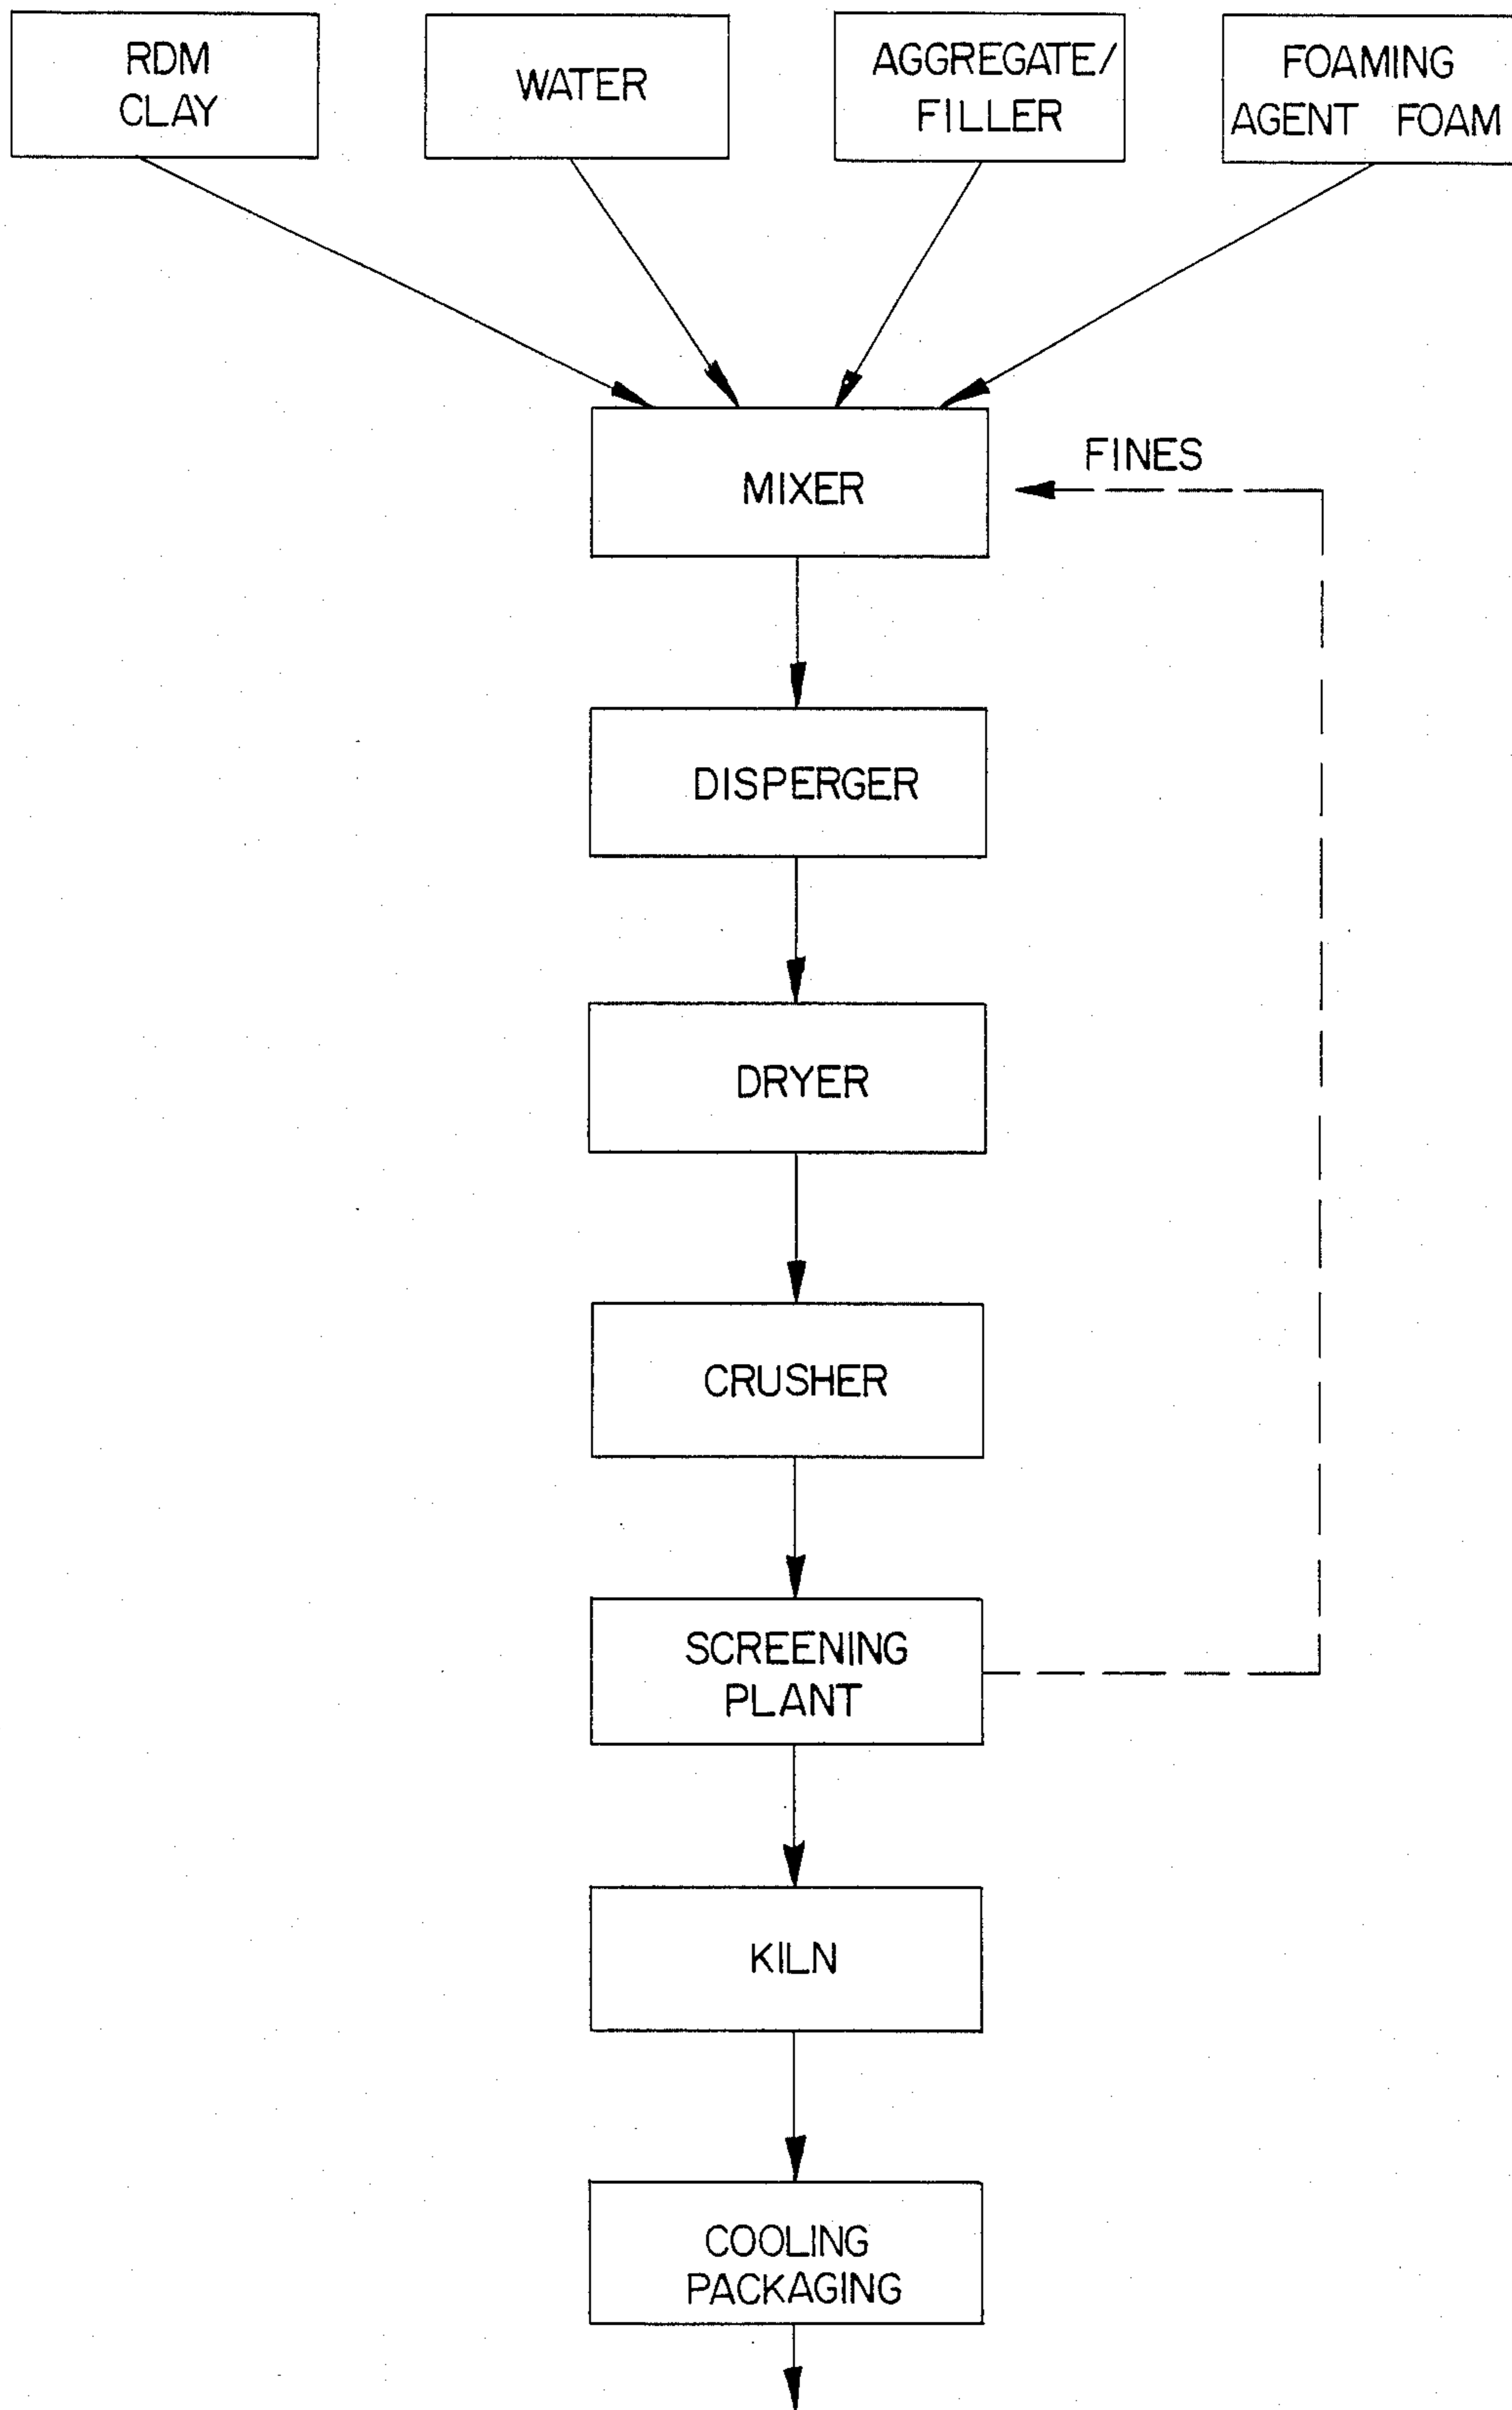 RDM
CLAY
WATER
AGGREGATE/
FILLER
FOAMING
AGENT FOAM
MIXER
FINES
DISPERGER
DRYER
CRUSHER
SCREENING
PLANT
KILN
COOLING
PACKAGING